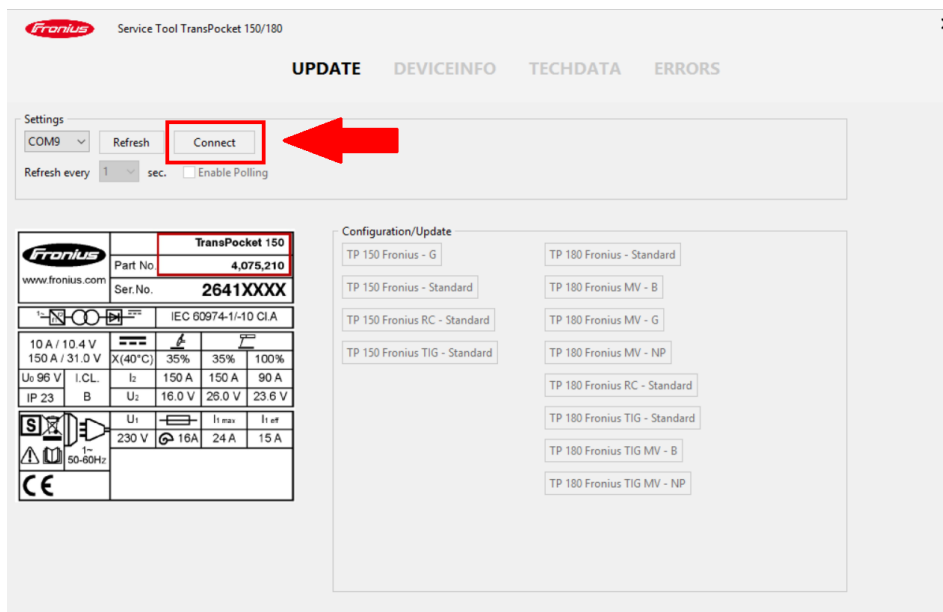 Fronius Service Tool TransPocket 150/180
UPDATE DEVICEINFO TECHDATA ERRORS
Settings
COM9 Refresh Connect
Refresh every 1 sec. Enable Polling
Fronius
www.fronius.com
TransPocket 150
Part No. 4,075,210
Ser.No. 2641XXXX
1~ IEC 60974-1/-10 Cl.A
10 A / 10.4 V
150 A / 31.0 V X(40°C) 35% 35% 100%
U₀ 96 V I.CL. I₂ 150 A 150 A 90 A
IP 23 B U₂ 16.0 V 26.0 V 23.6 V
S U₁ I₁ max I₁ eff
230 V 16A 24 A 15 A
1~
50-60Hz
CE
Configuration/Update
TP 150 Fronius - G TP 180 Fronius - Standard
TP 150 Fronius - Standard TP 180 Fronius MV - B
TP 150 Fronius RC - Standard TP 180 Fronius MV - G
TP 150 Fronius TIG - Standard TP 180 Fronius MV - NP
TP 180 Fronius RC - Standard
TP 180 Fronius TIG - Standard
TP 180 Fronius TIG MV - B
TP 180 Fronius TIG MV - NP